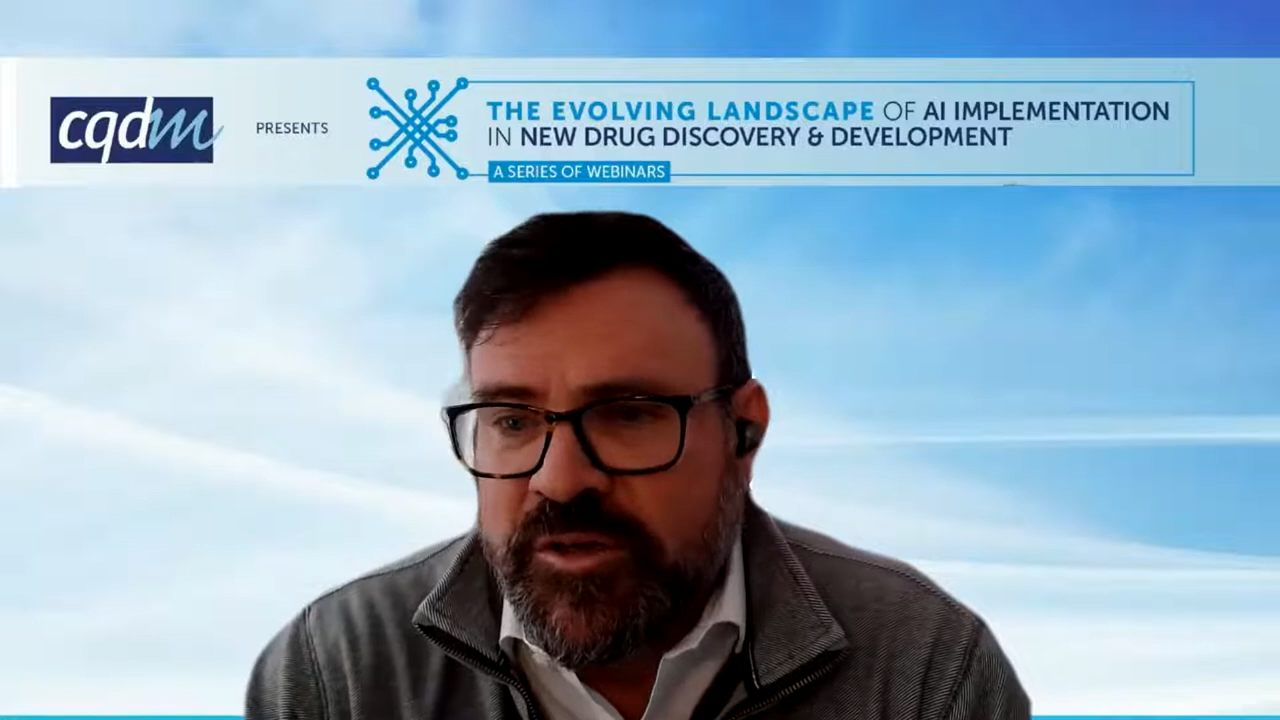 cqdm
PRESENTS
THE EVOLVING LANDSCAPE OF AI IMPLEMENTATION
IN NEW DRUG DISCOVERY & DEVELOPMENT
A SERIES OF WEBINARS